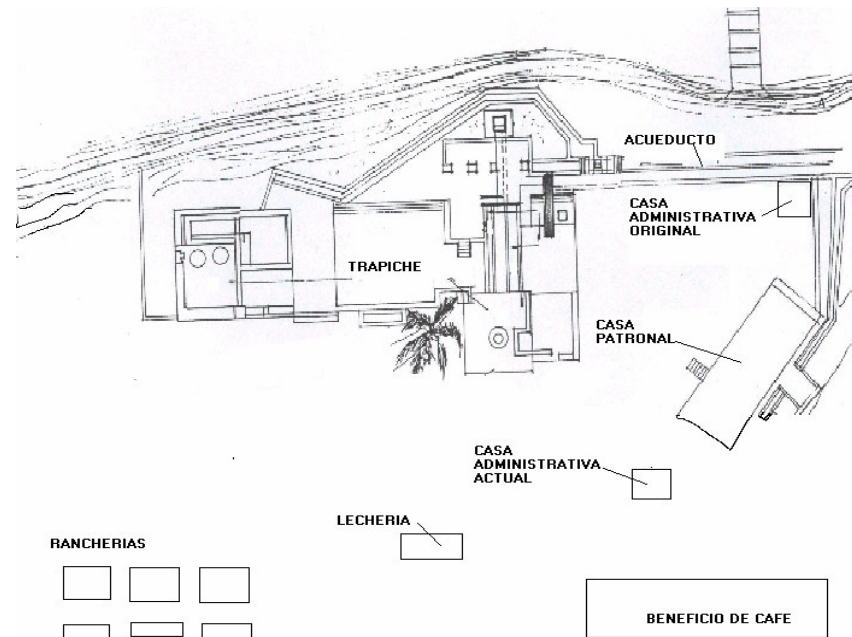 ACUEDUCTO
CASA
ADMINISTRATIVA
ORIGINAL
TRAPICHE
CASA
PATRONAL
CASA
ADMINISTRATIVA
ACTUAL
LECHERIA
RANCHERIAS
BENEFICIO DE CAFE